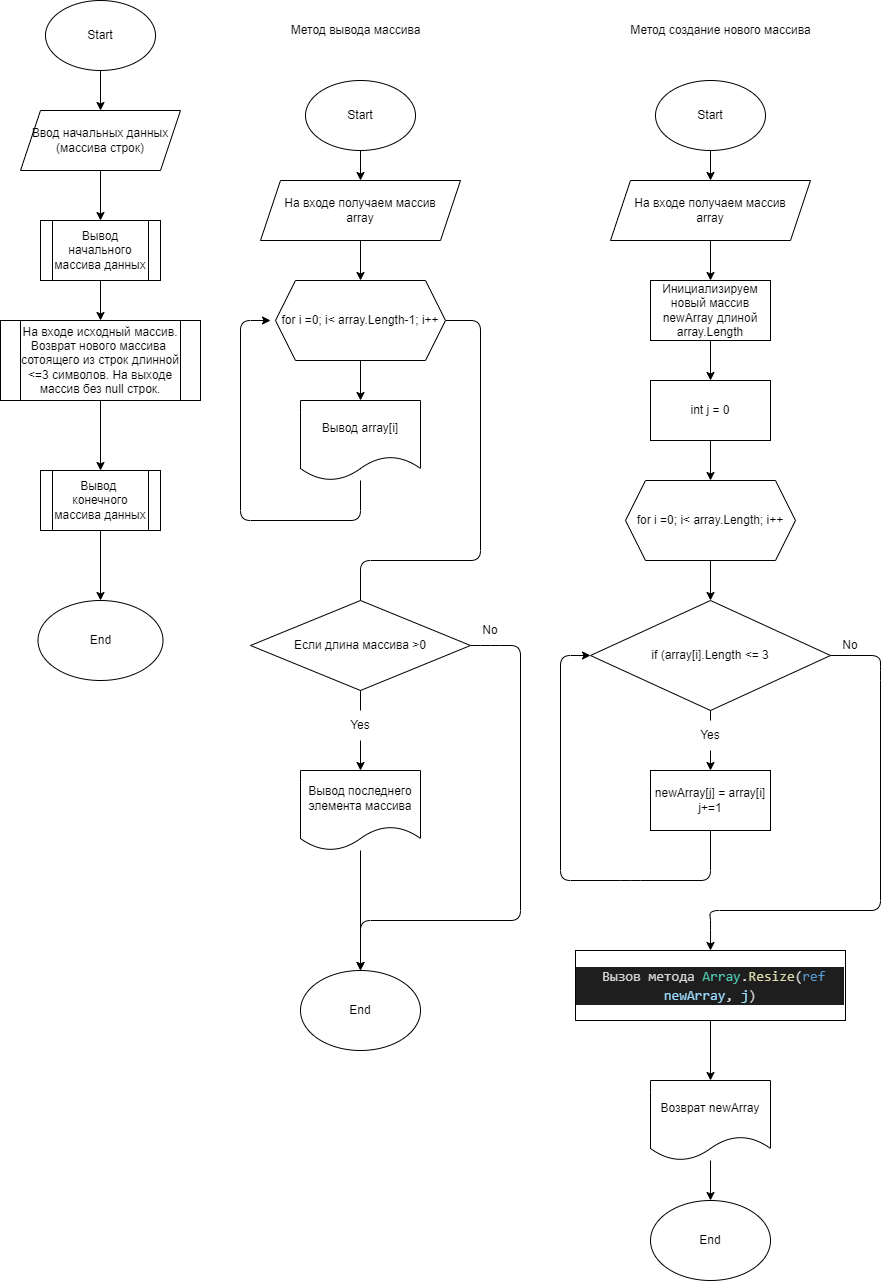 Start
Ввод начальных данных
(массива строк)
Вывод
начального
массива данных
На входе исходный массив.
Возврат нового массива
сотоящего из строк длинной
<=3 символов. На выходе
массив без null строк.
Вывод
конечного
массива данных
End
Метод вывода массива
Start
На входе получаем массив
array
for i =0; i< array.Length-1; i++
Вывод array[i]
Если длина массива >0
No
Yes
Вывод последнего
элемента массива
End
Метод создание нового массива
Start
На входе получаем массив
array
Инициализируем
новый массив
newArray длиной
array.Length
int j = 0
for i =0; i< array.Length; i++
if (array[i].Length <= 3
No
Yes
newArray[j] = array[i]
j+=1
Вызов метода Array.Resize(ref
newArray, j)
Возврат newArray
End